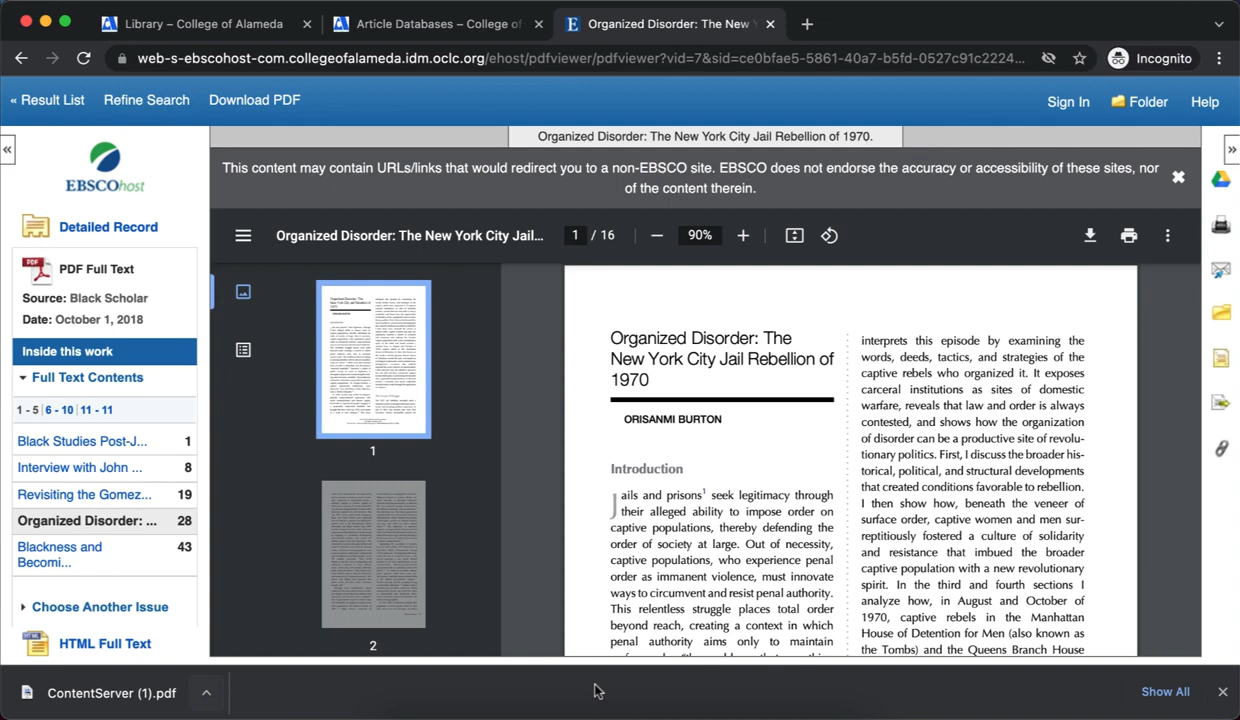 Library – College of Alameda
Article Databases – College of
Organized Disorder: The New Y
web-s-ebscohost-com.collegeofalameda.idm.oclc.org/ehost/pdfviewer/pdfviewer?vid=7&sid=ce0bfae5-5861-40a7-b5fd-0527c91c2224...
Incognito
« Result List
Refine Search
Download PDF
Sign In
Folder
Help
Organized Disorder: The New York City Jail Rebellion of 1970.
This content may contain URLs/links that would redirect you to a non-EBSCO site. EBSCO does not endorse the accuracy or accessibility of these sites, nor
of the content therein.
EBSCOhost
Detailed Record
PDF Full Text
Source: Black Scholar
Date: October 1, 2018
Inside this work
Full Text Contents
1 - 5 | 6 - 10 | 11 - 11
Black Studies Post-J... 1
Interview with John ... 8
Revisiting the Gomez... 19
Organized Disorder: ... 28
Blackness and 43
Becomi...
Choose Another Issue
HTML Full Text
Organized Disorder: The New York City Jail...
1 / 16
90%
1
2
Organized Disorder: The
New York City Jail Rebellion of
1970
ORISANMI BURTON
Introduction
Jails and prisons1 seek legitimacy through
their alleged ability to impose order on
captive populations, thereby defending the
order of society at large. Out of necessity,
captive populations, who experience penal
order as immanent violence, must innovate
ways to circumvent and resist penal authority.
This relentless struggle places total order
beyond reach, creating a context in which
penal authority aims only to maintain
interprets this episode by examining the
words, deeds, tactics, and strategies of the
captive rebels who organized it. It exposes
carceral institutions as sites of domestic
warfare, reveals that law and order is always
contested, and shows how the organization
of disorder can be a productive site of revolu-
tionary politics. First, I discuss the broader his-
torical, political, and structural developments
that created conditions favorable to rebellion.
I then show how, beneath the veneer of
surface order, captive women and men sur-
reptitiously fostered a culture of solidarity
and resistance that imbued the broader
captive population with a new revolutionary
spirit. In the third and fourth sections I
analyze how, in August and October of
1970, captive rebels in the Manhattan
House of Detention for Men (also known as
the Tombs) and the Queens Branch House
ContentServer (1).pdf
Show All